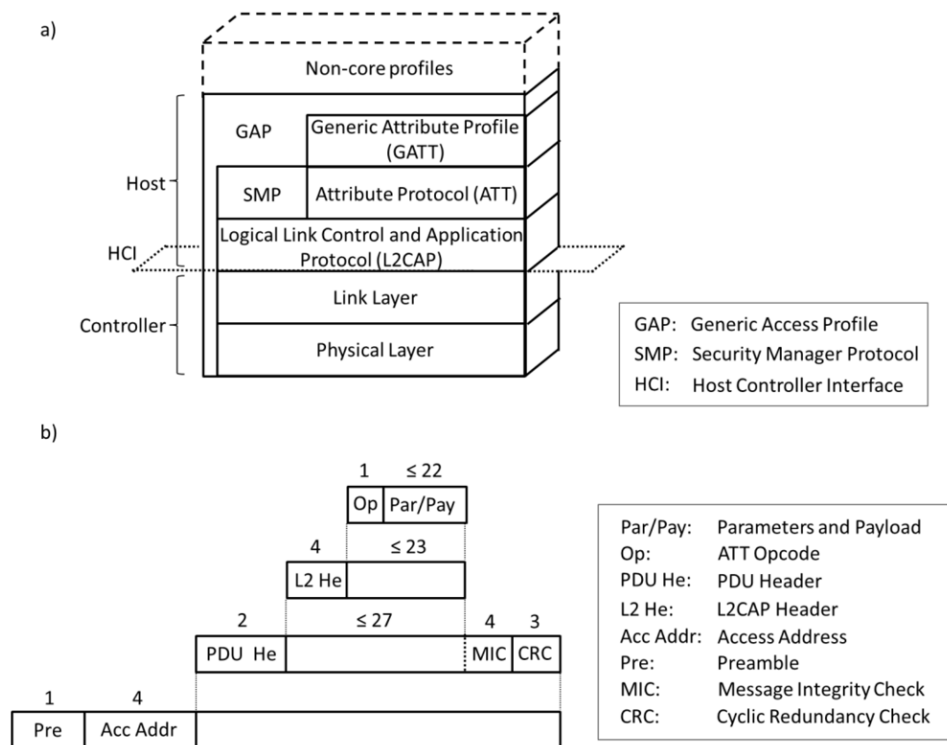 a)
Non-core profiles
GAP
Generic Attribute Profile
(GATT)
Host
SMP
Attribute Protocol (ATT)
Logical Link Control and Application
Protocol (L2CAP)
HCI
Link Layer
Controller
Physical Layer
GAP: Generic Access Profile
SMP: Security Manager Protocol
HCI: Host Controller Interface
b)
1 ≤ 22
Op Par/Pay
4 ≤ 23
L2 He
2 ≤ 27 4 3
PDU He MIC CRC
1 4
Pre Acc Addr
Par/Pay: Parameters and Payload
Op: ATT Opcode
PDU He: PDU Header
L2 He: L2CAP Header
Acc Addr: Access Address
Pre: Preamble
MIC: Message Integrity Check
CRC: Cyclic Redundancy Check